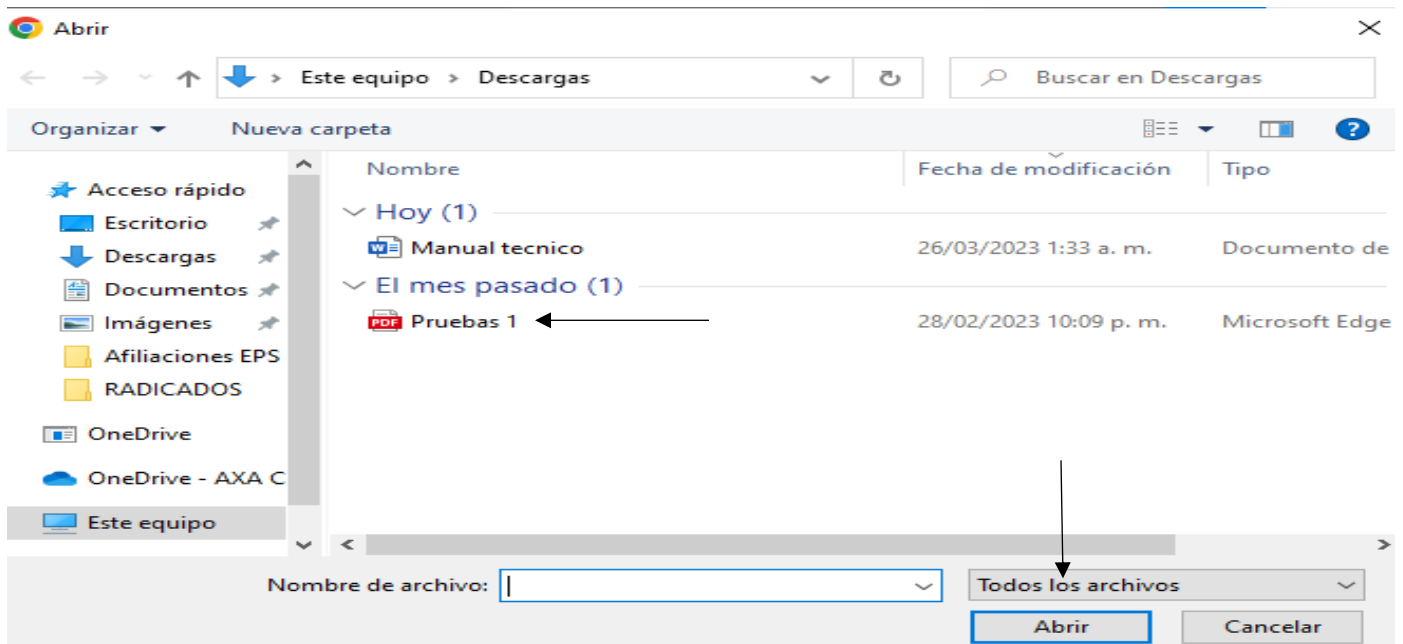 Abrir
Este equipo > Descargas
Buscar en Descargas
Organizar Nueva carpeta
Nombre Fecha de modificación Tipo
Acceso rápido
Escritorio
Descargas
Documentos
Imágenes
Afiliaciones EPS
RADICADOS
OneDrive
OneDrive - AXA C
Este equipo
Hoy (1)
Manual tecnico 26/03/2023 1:33 a. m. Documento de
El mes pasado (1)
PDF Pruebas 1 28/02/2023 10:09 p. m. Microsoft Edge
Nombre de archivo: Todos los archivos
Abrir Cancelar